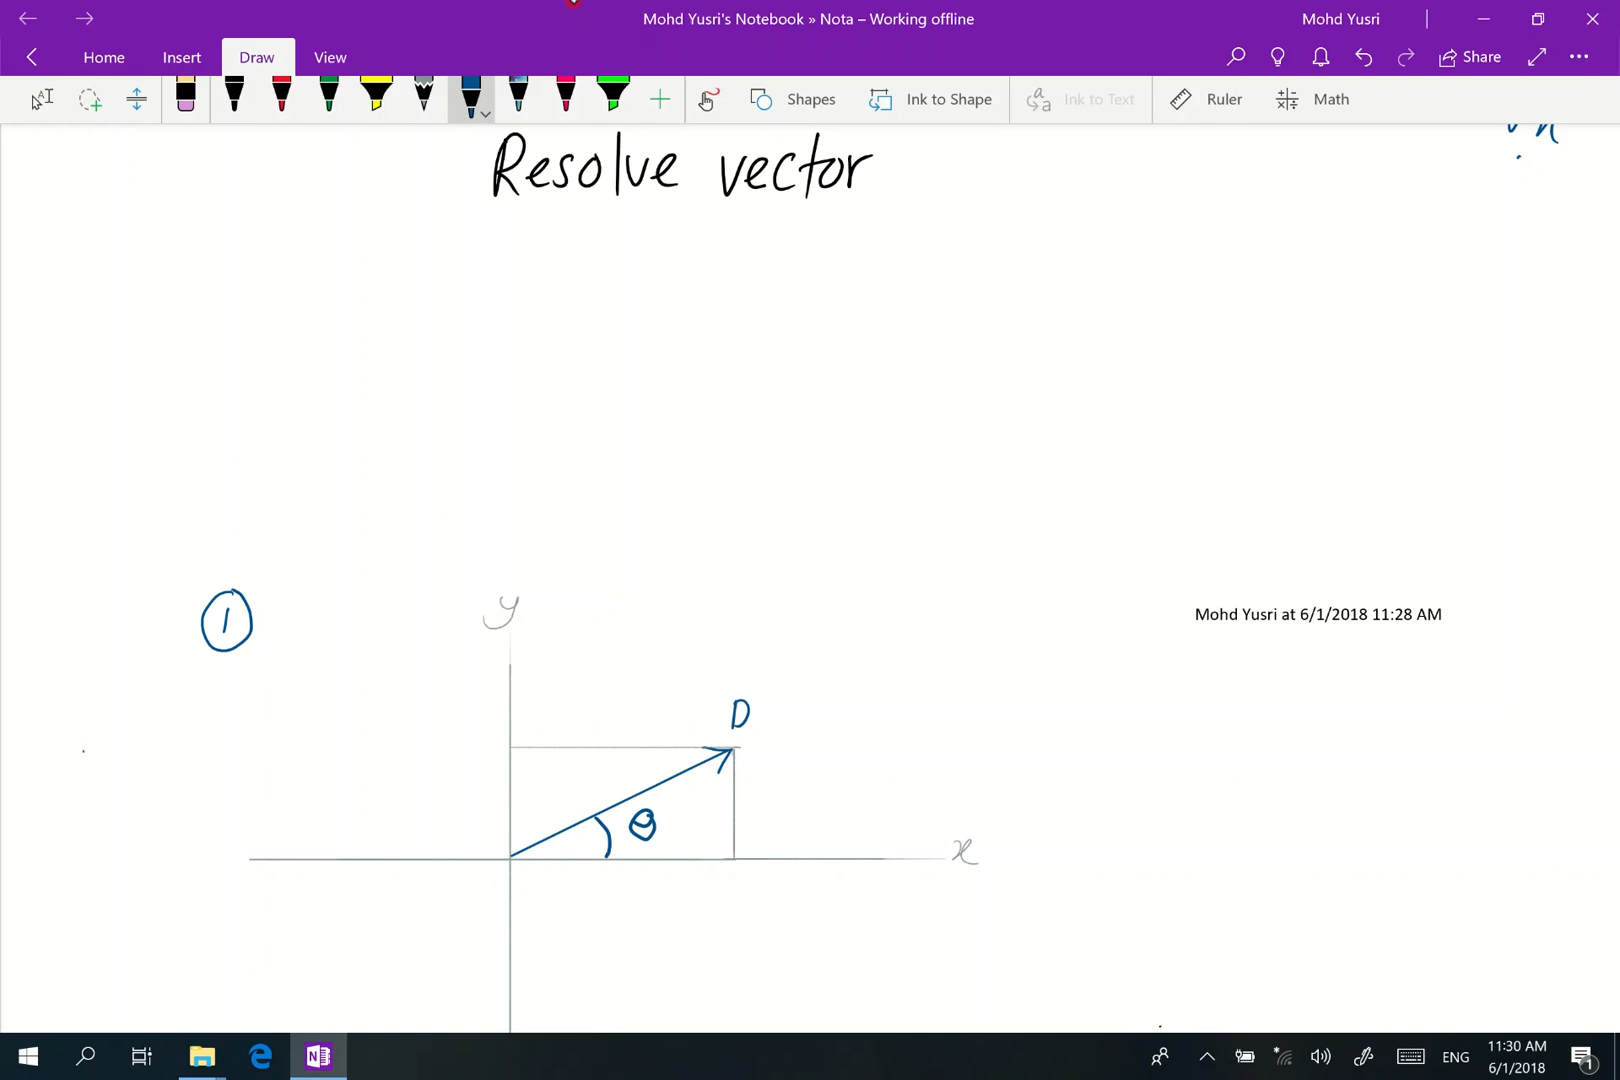 Mohd Yusri's Notebook » Nota – Working offline
Mohd Yusri
Home Insert Draw View
Share
Shapes Ink to Shape Ink to Text Ruler Math
Resolve vector
1
y
Mohd Yusri at 6/1/2018 11:28 AM
D
θ
x
ENG
11:30 AM
6/1/2018
1